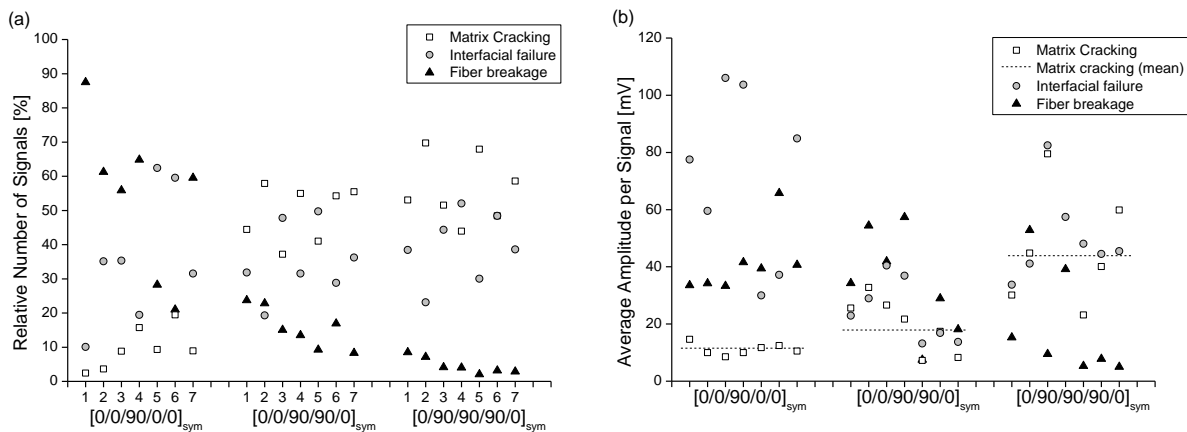 (a)
100
90
80
70
60
50
40
30
20
10
0
Relative Number of Signals [%]
Matrix Cracking
Interfacial failure
Fiber breakage
1 2 3 4 5 6 7 1 2 3 4 5 6 7 1 2 3 4 5 6 7
[0/0/90/0/0]sym [0/0/90/90/0]sym [0/90/90/90/0]sym
(b)
120
100
80
60
40
20
0
Average Amplitude per Signal [mV]
Matrix Cracking
Matrix cracking (mean)
Interfacial failure
Fiber breakage
[0/0/90/0/0]sym [0/0/90/90/0]sym [0/90/90/90/0]sym